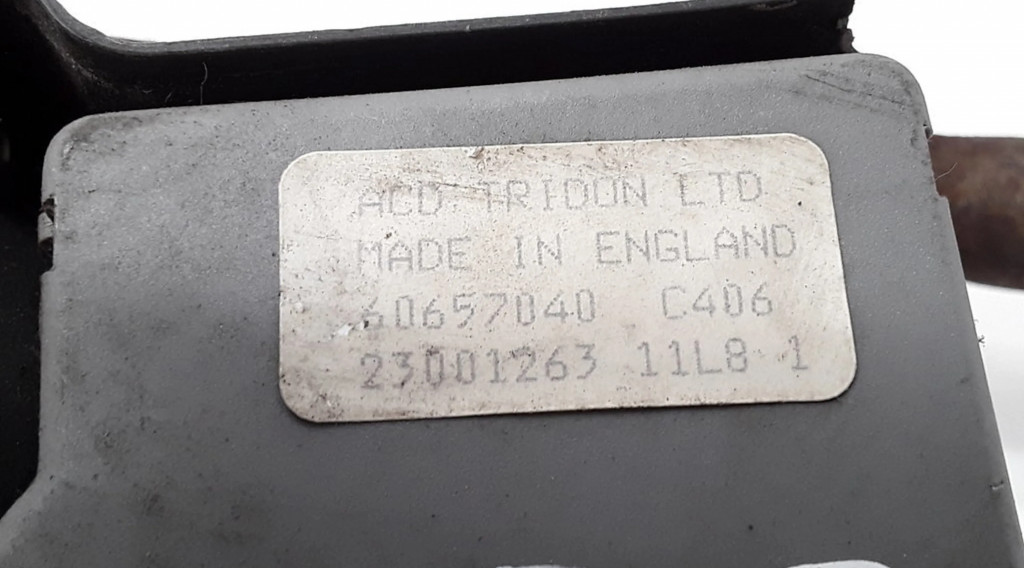 ACD TRIDON LTD
MADE IN ENGLAND
60657040 C406
23001263 11L8 1